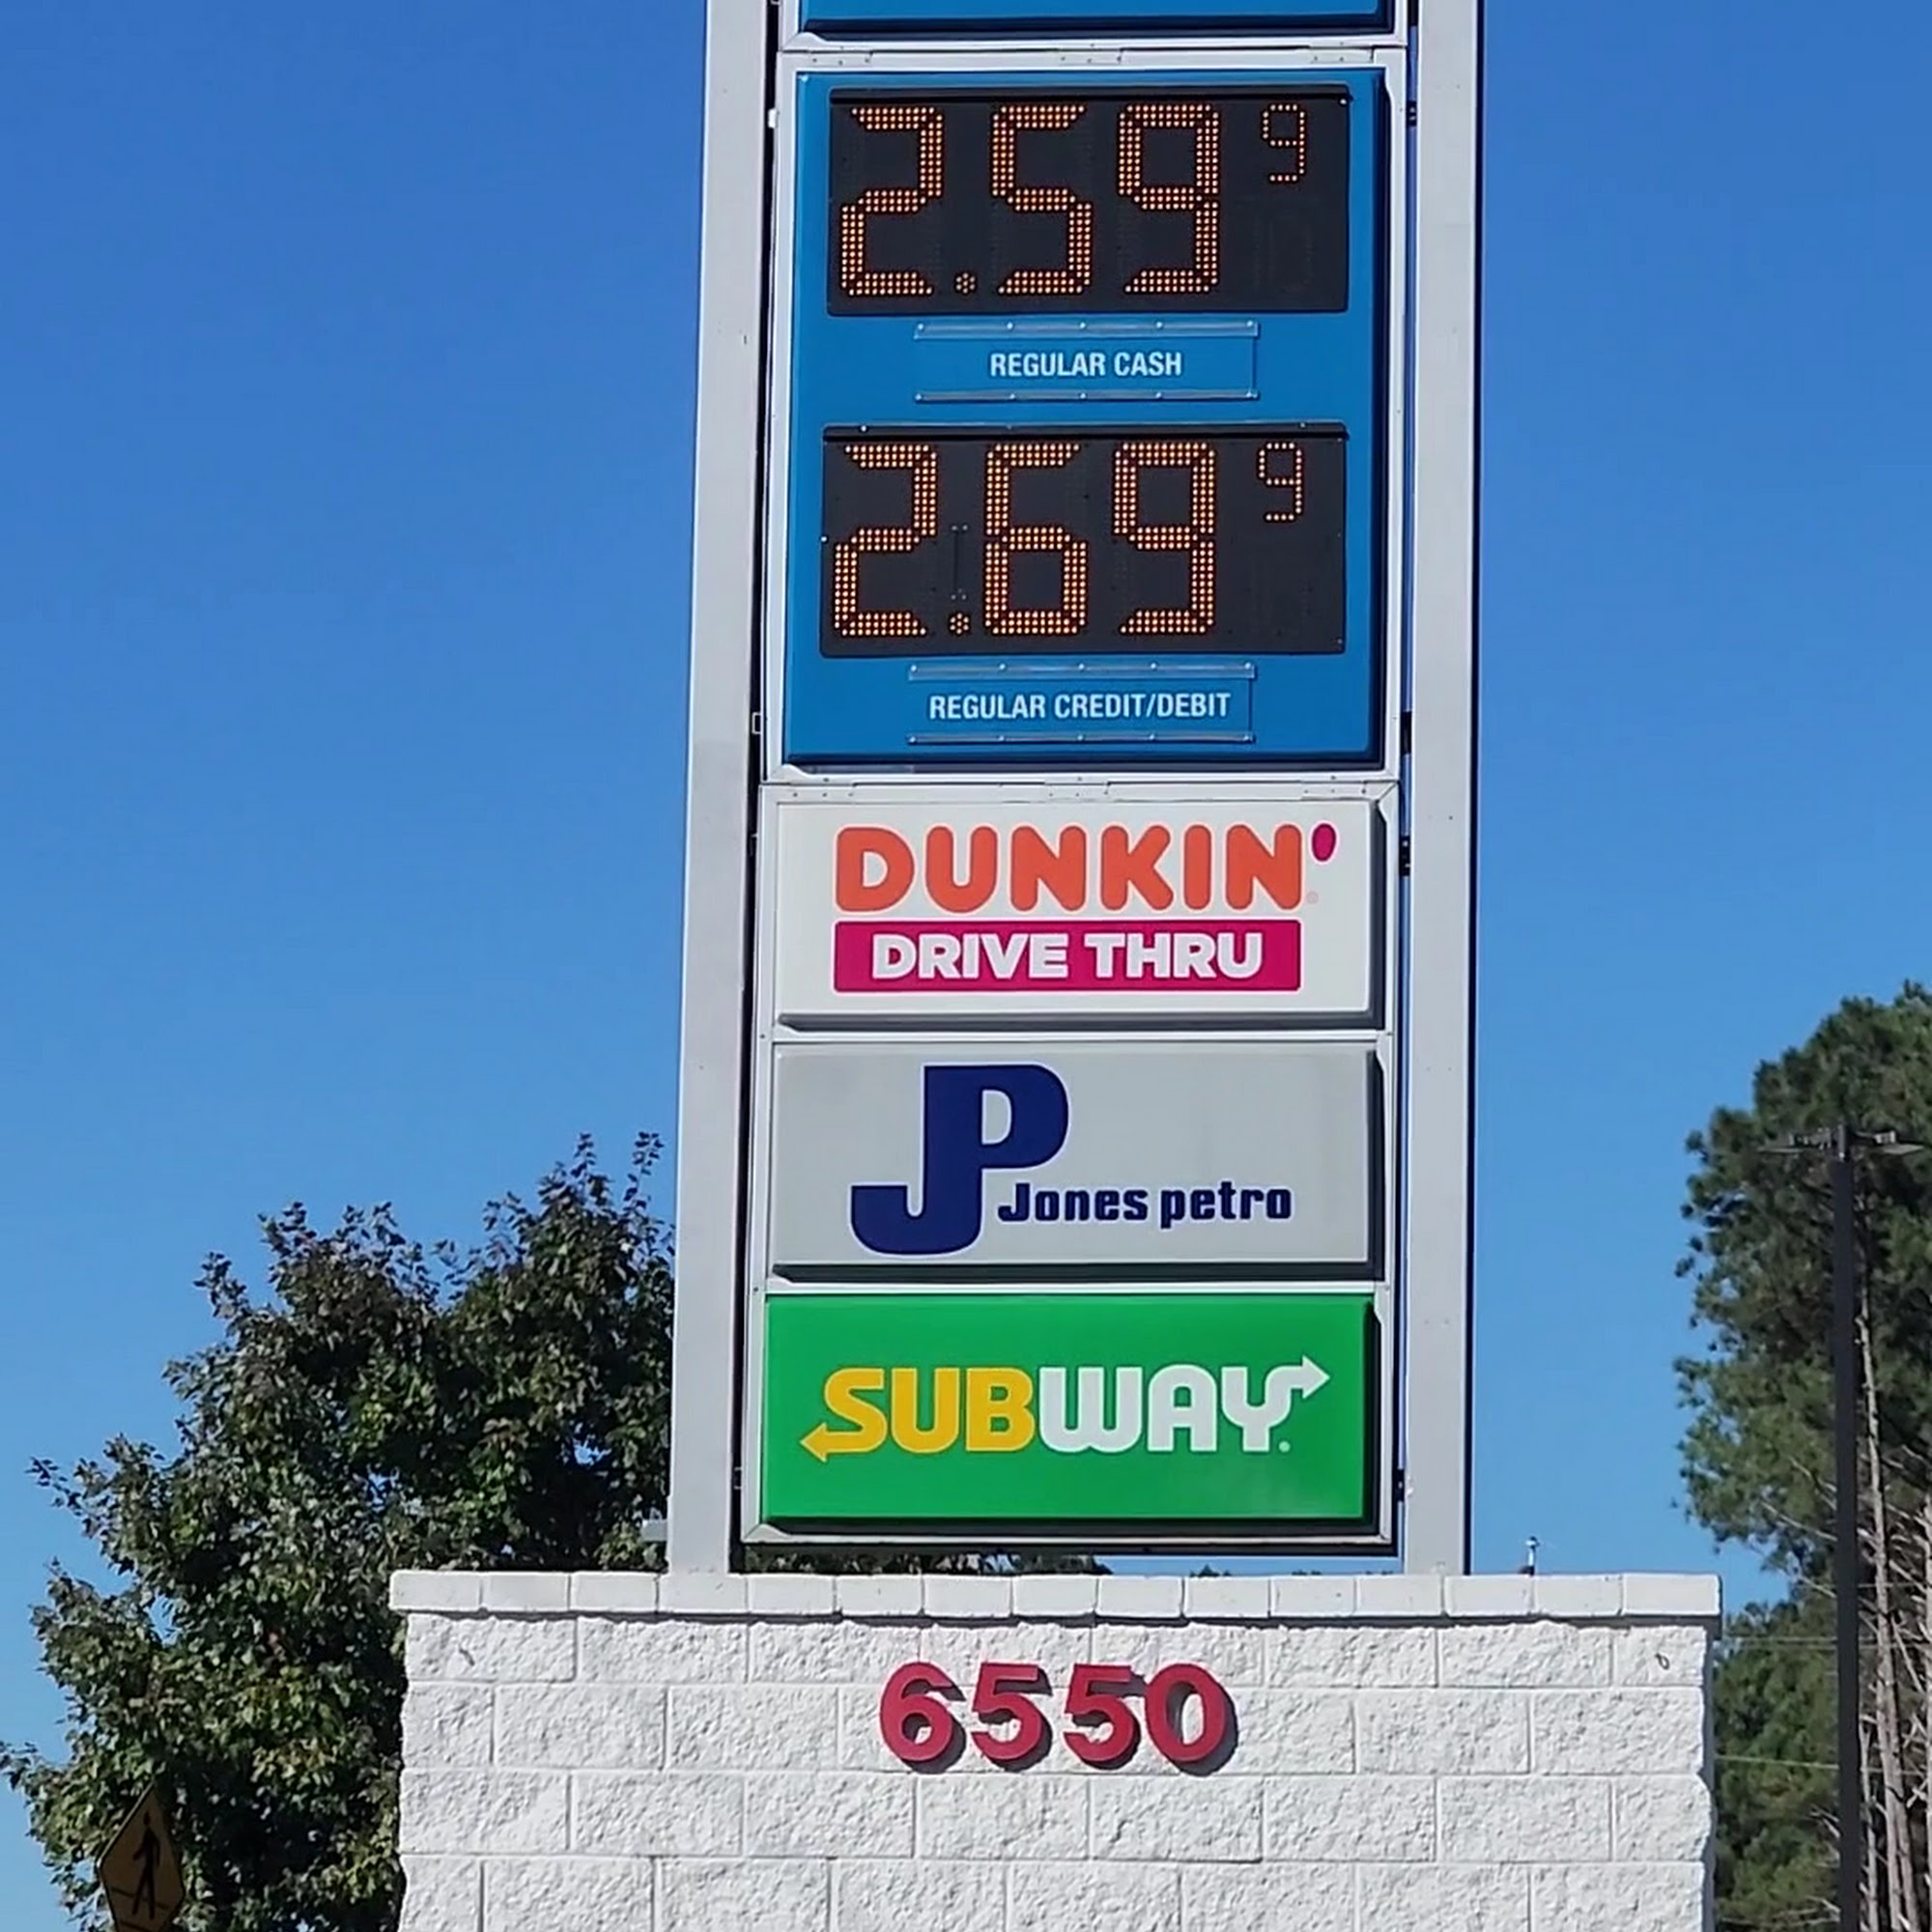 2.59 9
REGULAR CASH
2.69 9
REGULAR CREDIT/DEBIT
DUNKIN'
DRIVE THRU
JP
Jones petro
SUBWAY
6550